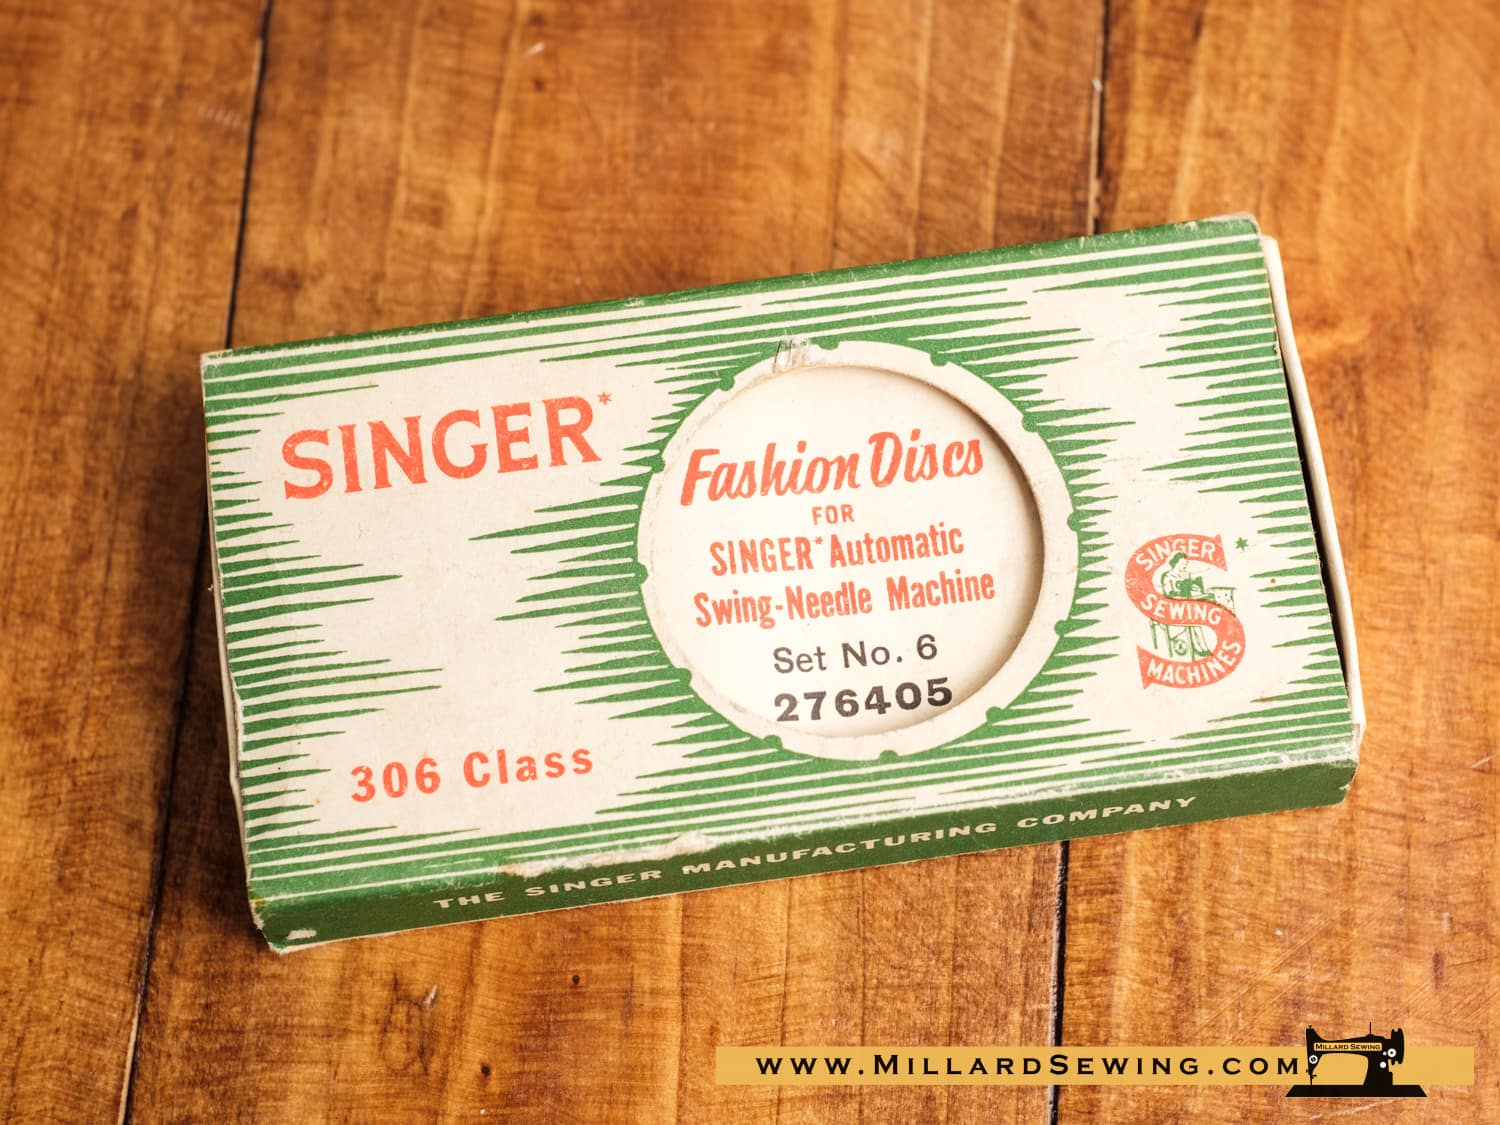 SINGER*
Fashion Discs
FOR
SINGER* Automatic
Swing-Needle Machine
Set No. 6
276405
306 Class
SINGER
SEWING
MACHINES
*
THE SINGER MANUFACTURING COMPANY
www.MillardSewing.com
Millard Sewing